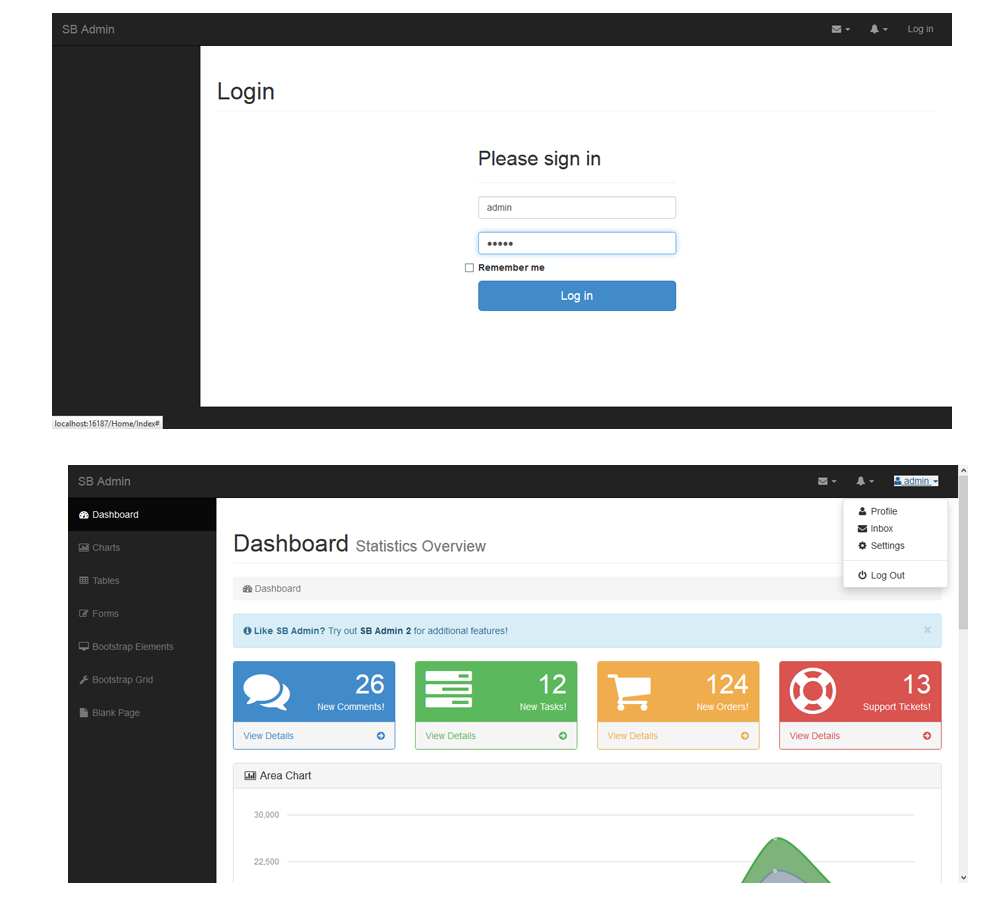 SB Admin
Log in
Login
Please sign in
admin
•••••
Remember me
Log in
localhost:16187/Home/Index#
SB Admin
admin
Profile
Inbox
Settings
Log Out
Dashboard
Charts
Tables
Forms
Bootstrap Elements
Bootstrap Grid
Blank Page
Dashboard Statistics Overview
Dashboard
Like SB Admin? Try out SB Admin 2 for additional features!
×
26
New Comments!
View Details
12
New Tasks!
View Details
124
New Orders!
View Details
13
Support Tickets!
View Details
Area Chart
30,000
22,500